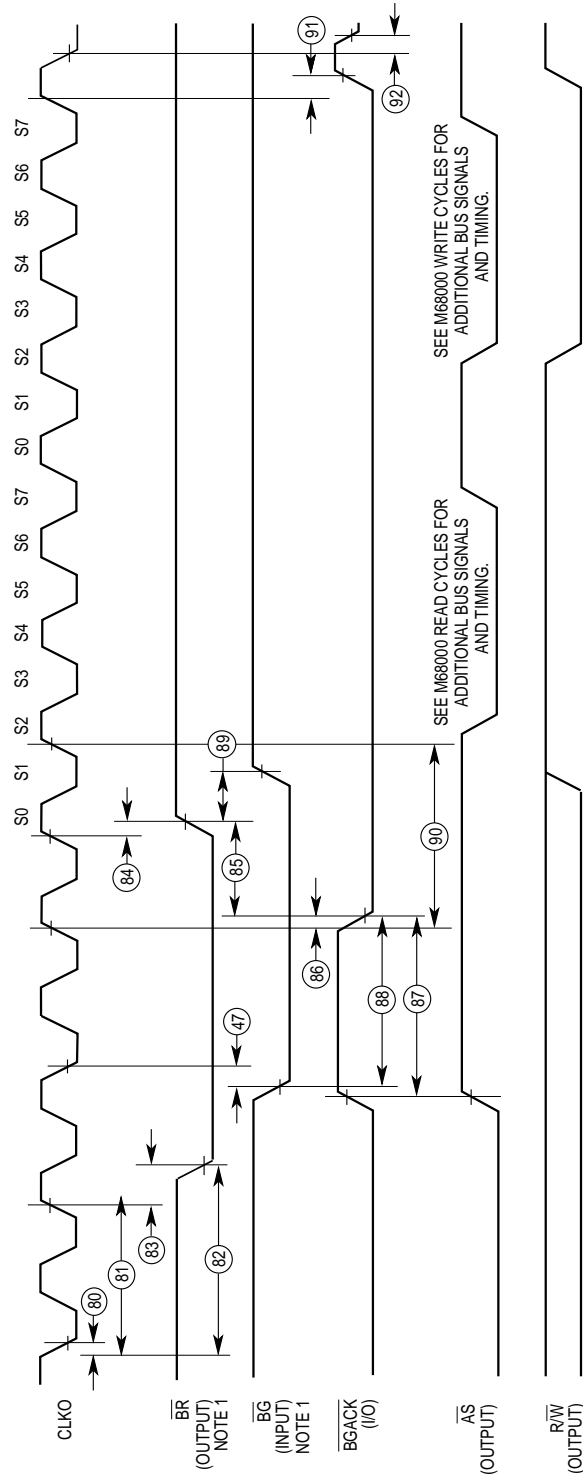 S0
S1
S2
S3
S4
S5
S6
S7
S0
S1
S2
S3
S4
S5
S6
S7
CLKO
80
81
83
82
47
84
85
89
86
88
87
90
91
92
BR
(OUTPUT)
NOTE 1
BG
(INPUT)
NOTE 1
BGACK
(I/O)
AS
(OUTPUT)
SEE M68000 READ CYCLES FOR
ADDITIONAL BUS SIGNALS
AND TIMING.
SEE M68000 WRITE CYCLES FOR
ADDITIONAL BUS SIGNALS
AND TIMING.
R/W
(OUTPUT)